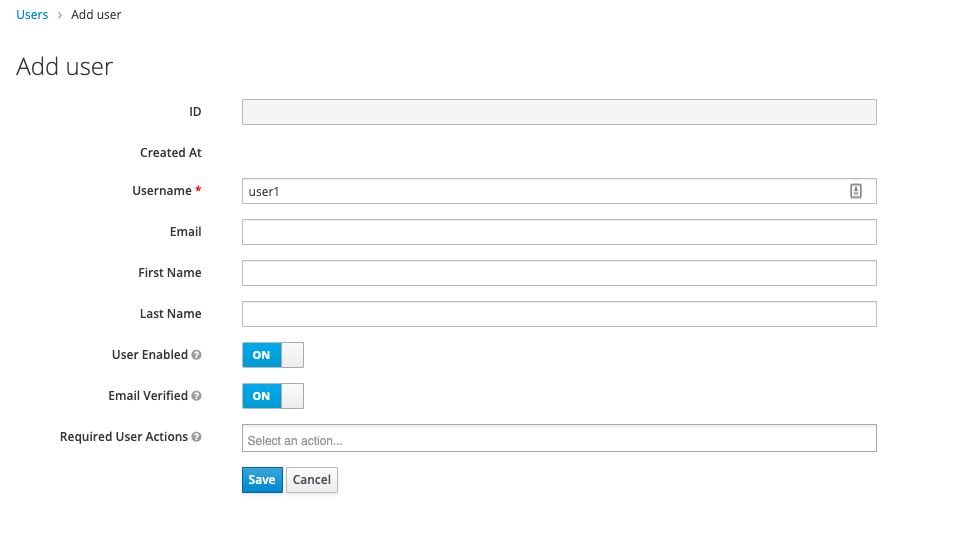 Users › Add user
Add user
ID
Created At
Username * user1
Email
First Name
Last Name
User Enabled ON
Email Verified ON
Required User Actions Select an action...
Save Cancel